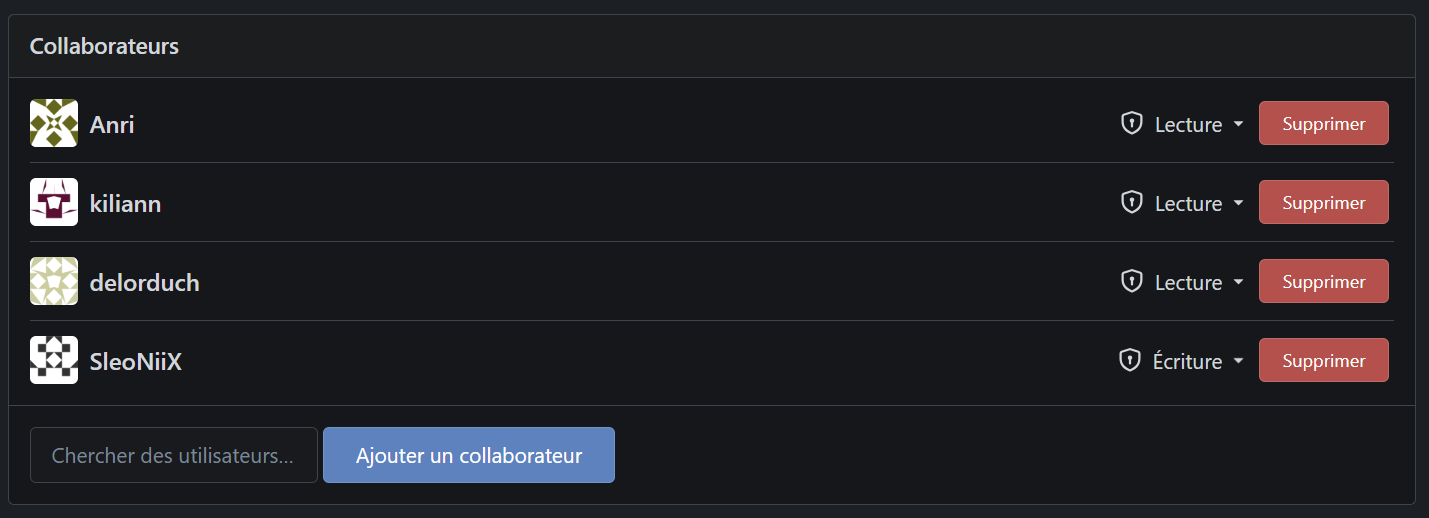 Collaborateurs
Anri Lecture Supprimer
kiliann Lecture Supprimer
delorduch Lecture Supprimer
SleoNiiX Écriture Supprimer
Chercher des utilisateurs... Ajouter un collaborateur